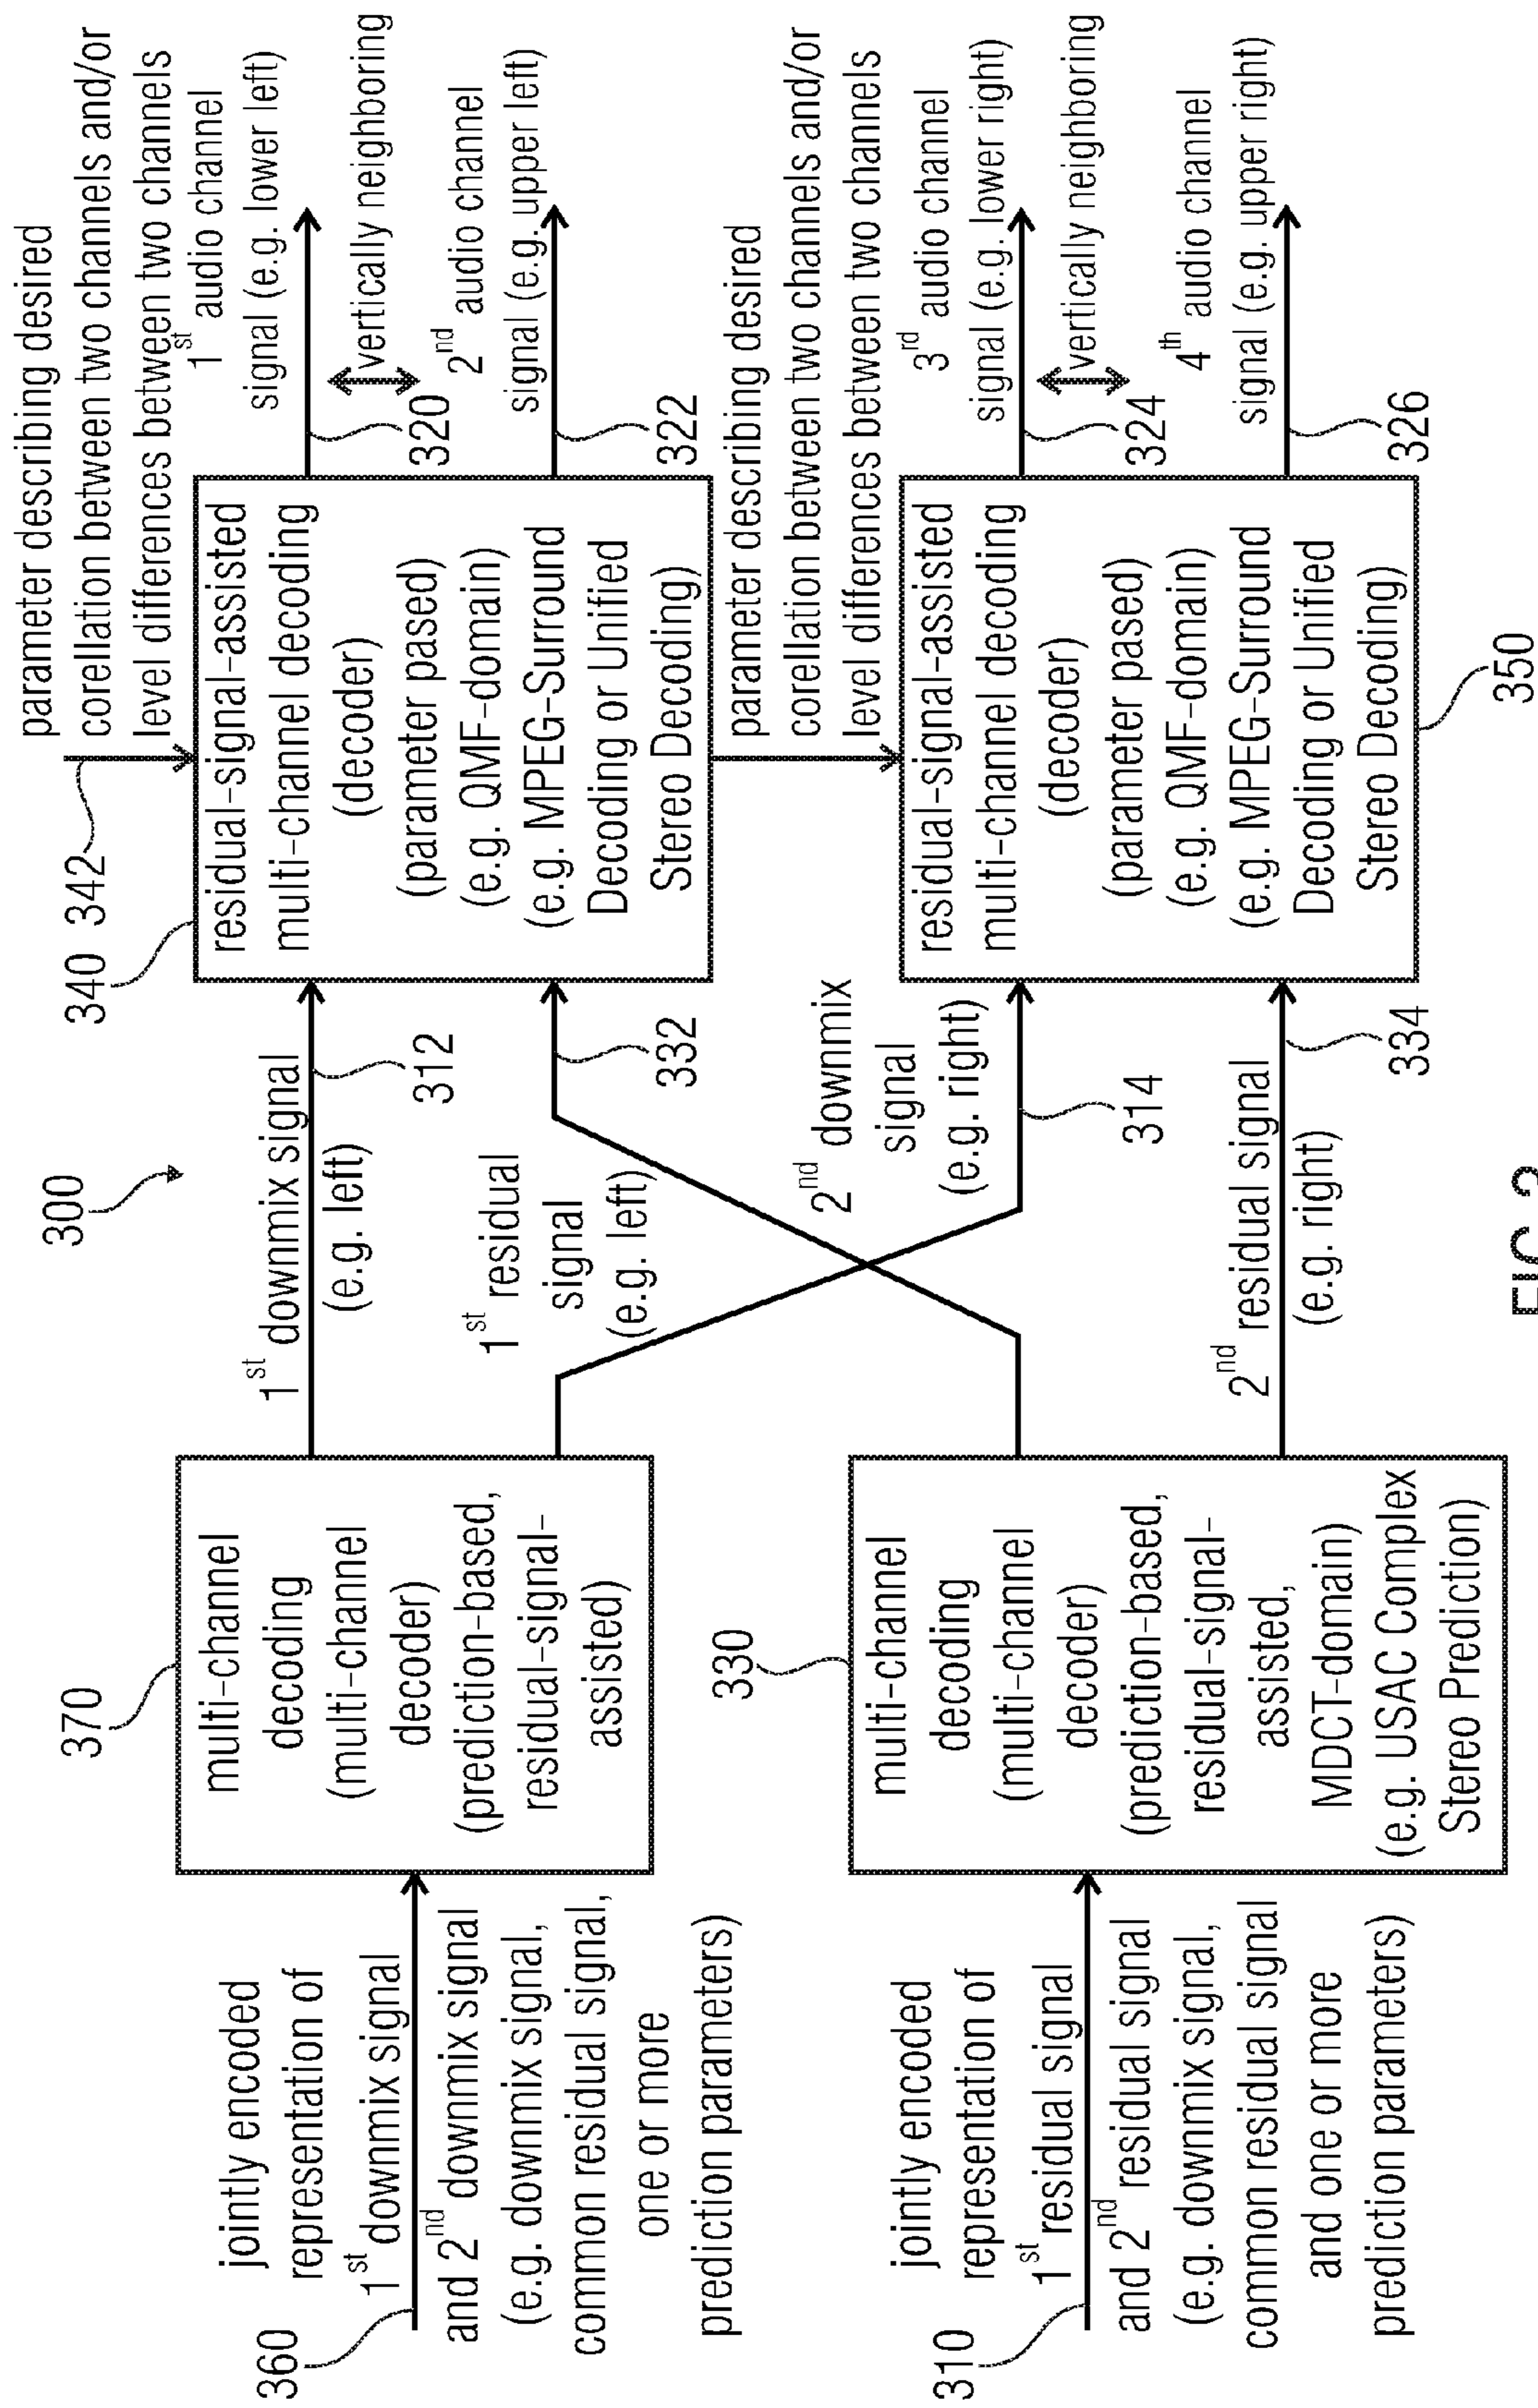 300
360
jointly encoded
representation of
1st downmix signal
and 2nd downmix signal
(e.g. downmix signal,
common residual signal,
one or more
prediction parameters)
370
multi-channel
decoding
(multi-channel
decoder)
(prediction-based,
residual-signal-
assisted)
1st downmix signal
(e.g. left)
312
1st residual
signal
(e.g. left)
332
340
342
parameter describing desired
corellation between two channels and/or
level differences between two channels
residual-signal-assisted
multi-channel decoding
(decoder)
(parameter pased)
(e.g. QMF-domain)
(e.g. MPEG-Surround
Decoding or Unified
Stereo Decoding)
1st audio channel
signal (e.g. lower left)
320
vertically neighboring
2nd audio channel
signal (e.g. upper left)
322
310
jointly encoded
representation of
1st residual signal
and 2nd residual signal
(e.g. downmix signal,
common residual signal
and one or more
prediction parameters)
330
multi-channel
decoding
(multi-channel
decoder)
(prediction-based,
residual-signal-
assisted,
MDCT-domain)
(e.g. USAC Complex
Stereo Prediction)
2nd downmix
signal
(e.g. right)
314
2nd residual signal
(e.g. right)
334
parameter describing desired
corellation between two channels and/or
level differences between two channels
residual-signal-assisted
multi-channel decoding
(decoder)
(parameter pased)
(e.g. QMF-domain)
(e.g. MPEG-Surround
Decoding or Unified
Stereo Decoding)
350
3rd audio channel
signal (e.g. lower right)
324
vertically neighboring
4th audio channel
signal (e.g. upper right)
326